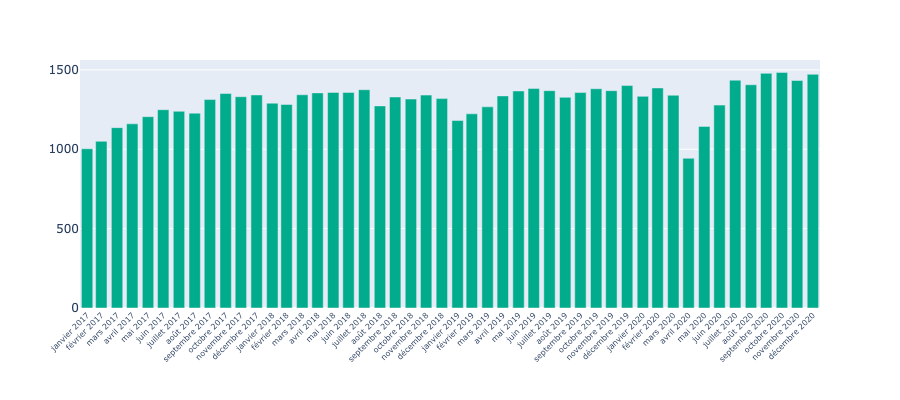 1500
1000
500
0
janvier 2017
février 2017
mars 2017
avril 2017
mai 2017
juin 2017
juillet 2017
août 2017
septembre 2017
octobre 2017
novembre 2017
décembre 2017
janvier 2018
février 2018
mars 2018
avril 2018
mai 2018
juin 2018
juillet 2018
août 2018
septembre 2018
octobre 2018
novembre 2018
décembre 2018
janvier 2019
février 2019
mars 2019
avril 2019
mai 2019
juin 2019
juillet 2019
août 2019
septembre 2019
octobre 2019
novembre 2019
décembre 2019
janvier 2020
février 2020
mars 2020
avril 2020
mai 2020
juin 2020
juillet 2020
août 2020
septembre 2020
octobre 2020
novembre 2020
décembre 2020